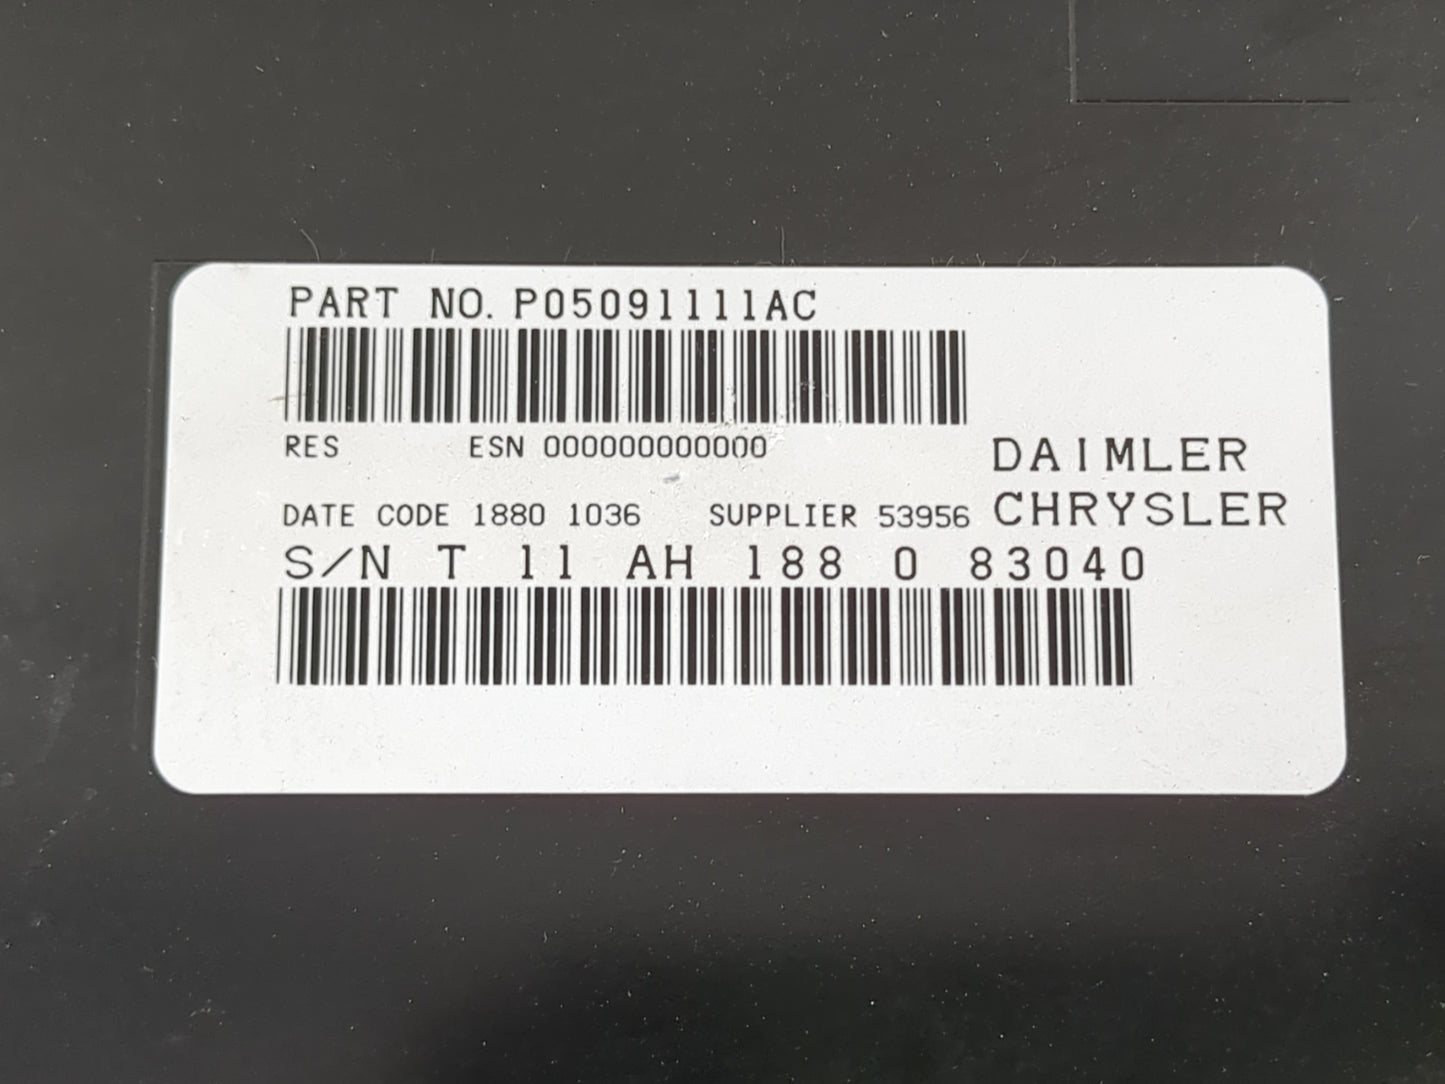 PART NO. P05091111AC
RES ESN 000000000000
DAIMLER
CHRYSLER
DATE CODE 1880 1036 SUPPLIER 53956
S/N T 11 AH 188 0 83040